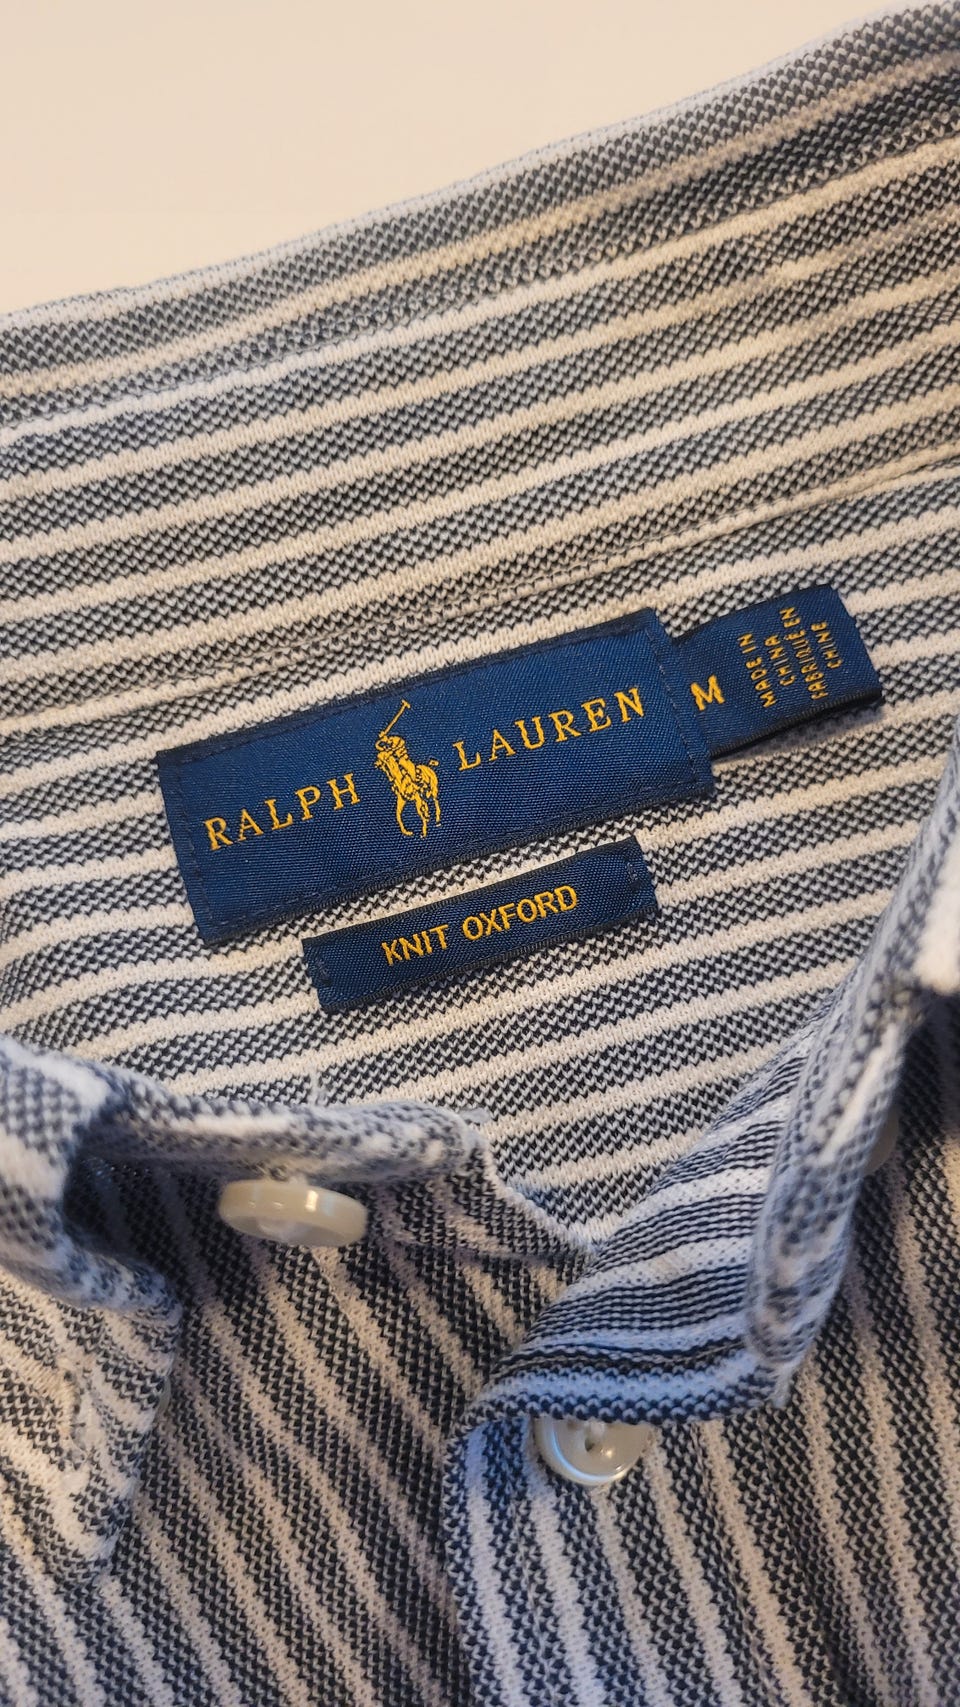 RALPH LAUREN
M
MADE IN
CHINA
FABRIQUÉ EN
CHINE
KNIT OXFORD